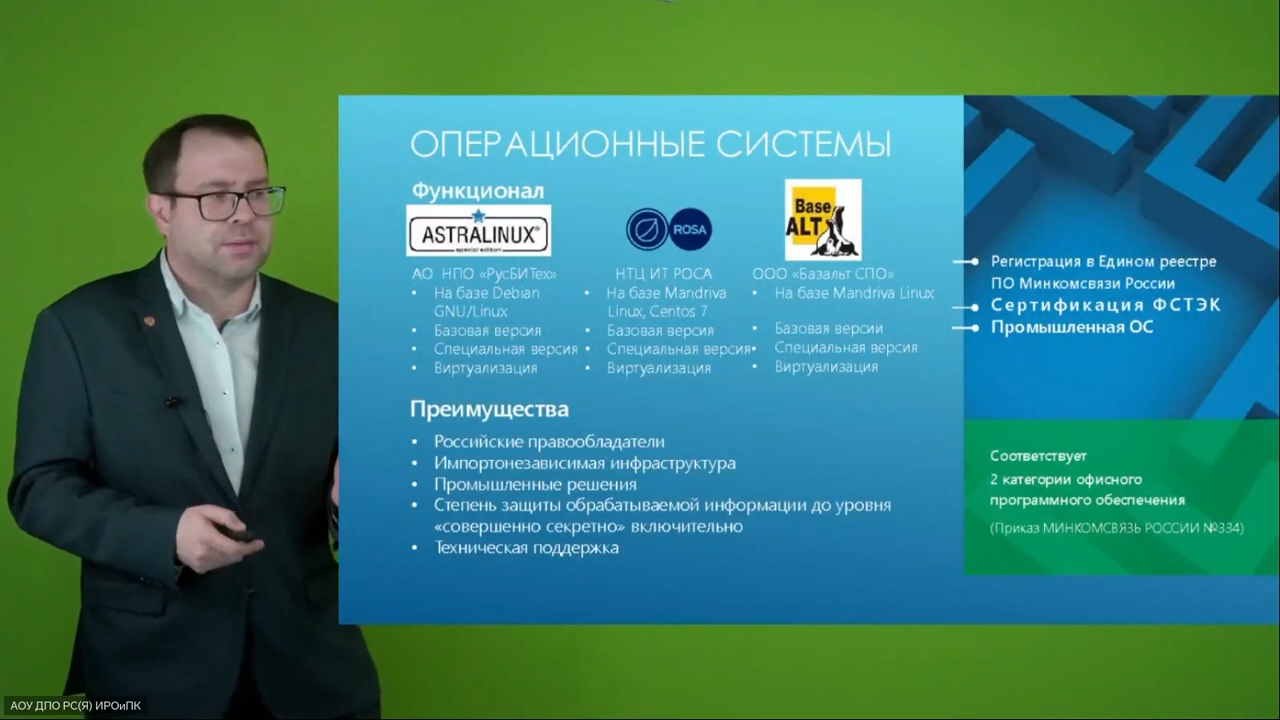 ОПЕРАЦИОННЫЕ СИСТЕМЫ
Функционал
ASTRALINUX®
special edition
ROSA
Base
ALT
АО НПО «РусБИТех»
• На базе Debian
GNU/Linux
• Базовая версия
• Специальная версия
• Виртуализация
НТЦ ИТ РОСА
• На базе Mandriva
Linux, Centos 7
• Базовая версия
• Специальная версия
• Виртуализация
ООО «Базальт СПО»
• На базе Mandriva Linux
• Базовая версии
• Специальная версия
• Виртуализация
Преимущества
• Российские правообладатели
• Импортонезависимая инфраструктура
• Промышленные решения
• Степень защиты обрабатываемой информации до уровня
«совершенно секретно» включительно
• Техническая поддержка
Регистрация в Едином реестре
ПО Минкомсвязи России
Сертификация ФСТЭК
Промышленная ОС
Соответствует
2 категории офисного
программного обеспечения
(Приказ МИНКОМСВЯЗЬ РОССИИ №334)
АОУ ДПО РС(Я) ИРОиПК